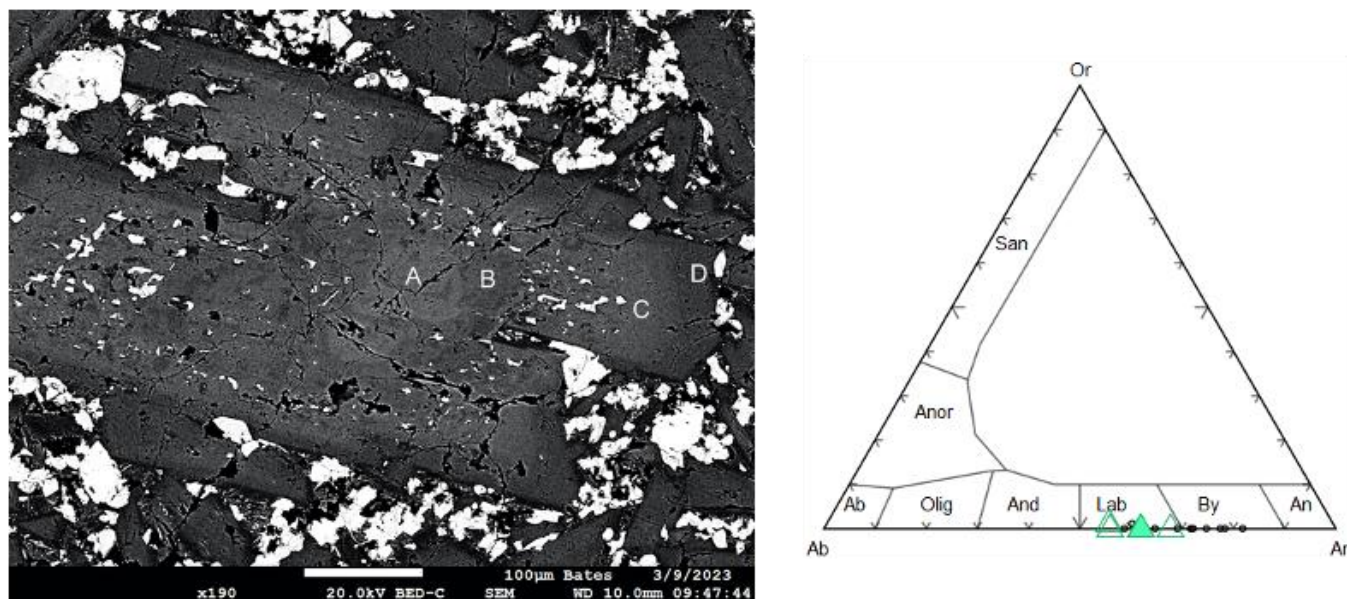 A
B
C
D
100µm Bates 3/9/2023
x190 20.0kV BED-C SEM WD 10.0mm 09:47:44
Or
San
Anor
Ab Olig And Lab By An
Ab An